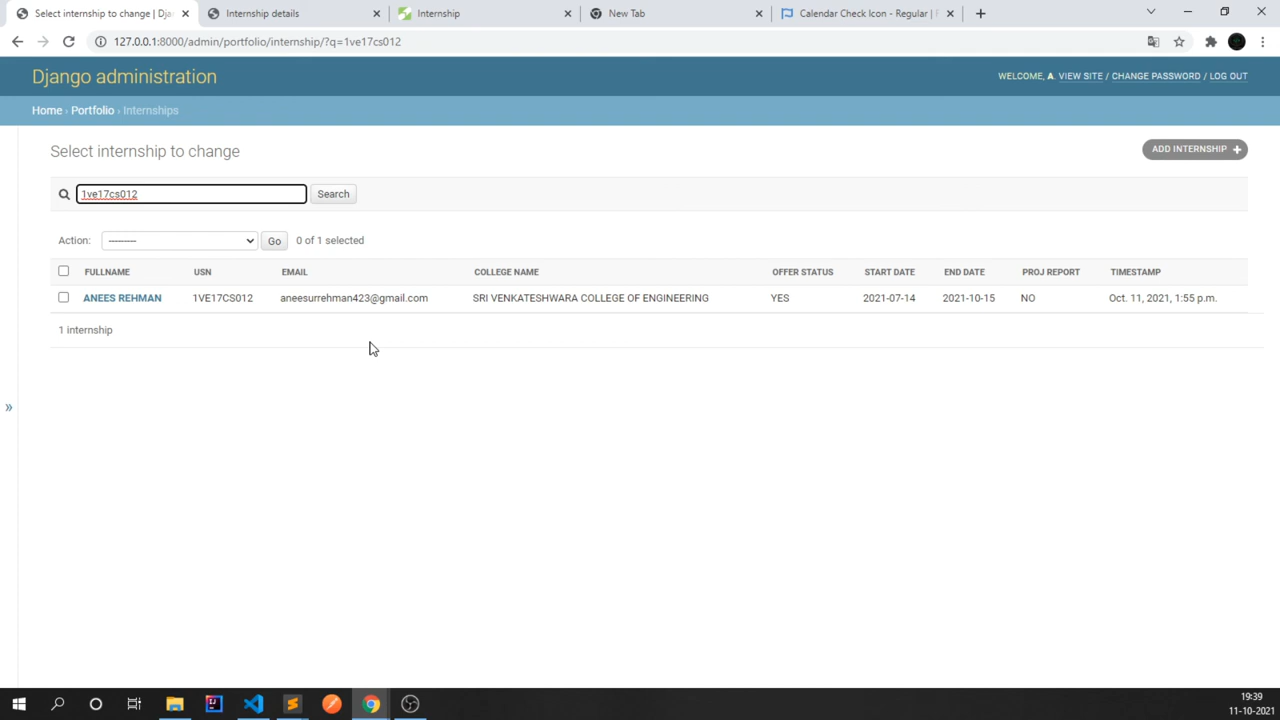 Select internship to change | Dja
Internship details
Internship
New Tab
Calendar Check Icon - Regular |
127.0.0.1:8000/admin/portfolio/internship/?q=1ve17cs012
Django administration
WELCOME, A. VIEW SITE / CHANGE PASSWORD / LOG OUT
Home › Portfolio › Internships
Select internship to change
ADD INTERNSHIP +
1ve17cs012
Search
Action: --------- Go 0 of 1 selected
FULLNAME USN EMAIL COLLEGE NAME OFFER STATUS START DATE END DATE PROJ REPORT TIMESTAMP
ANEES REHMAN 1VE17CS012 aneesurrehman423@gmail.com SRI VENKATESHWARA COLLEGE OF ENGINEERING YES 2021-07-14 2021-10-15 NO Oct. 11, 2021, 1:55 p.m.
1 internship
»
19:39
11-10-2021